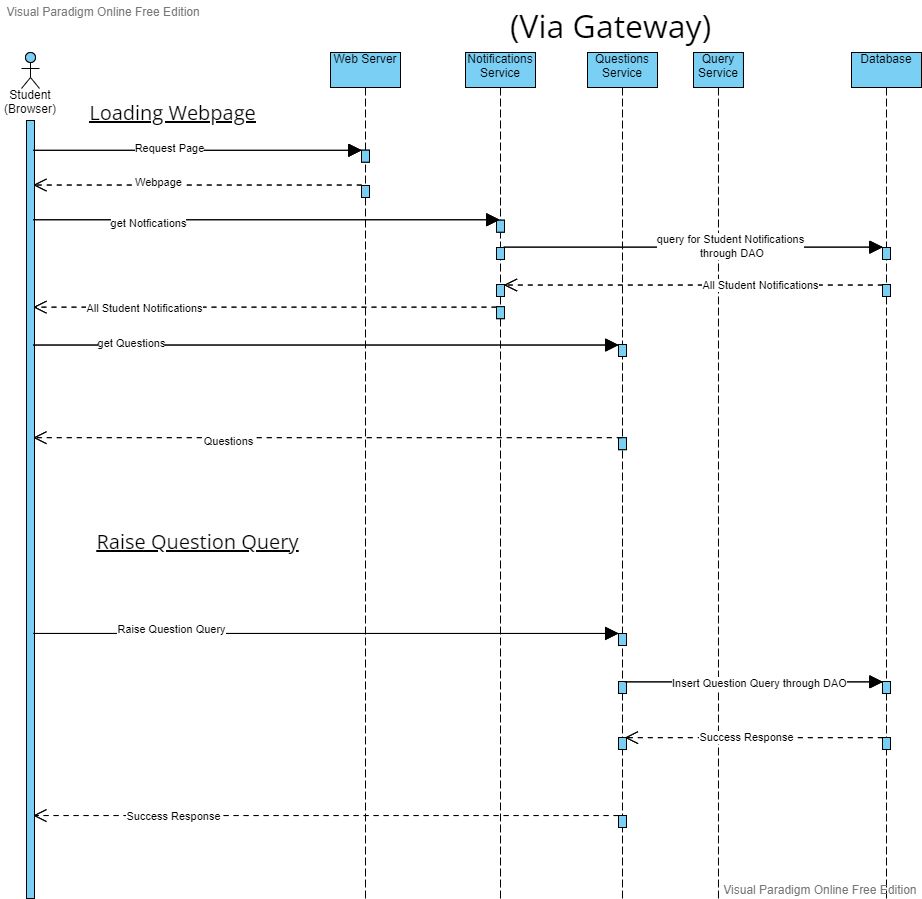 Visual Paradigm Online Free Edition
(Via Gateway)
Student
(Browser)
Web Server
Notifications
Service
Questions
Service
Query
Service
Database
Loading Webpage
Request Page
Webpage
get Notfications
query for Student Notifications
through DAO
All Student Notifications
All Student Notifications
get Questions
Questions
Raise Question Query
Raise Question Query
Insert Question Query through DAO
Success Response
Success Response
Visual Paradigm Online Free Edition